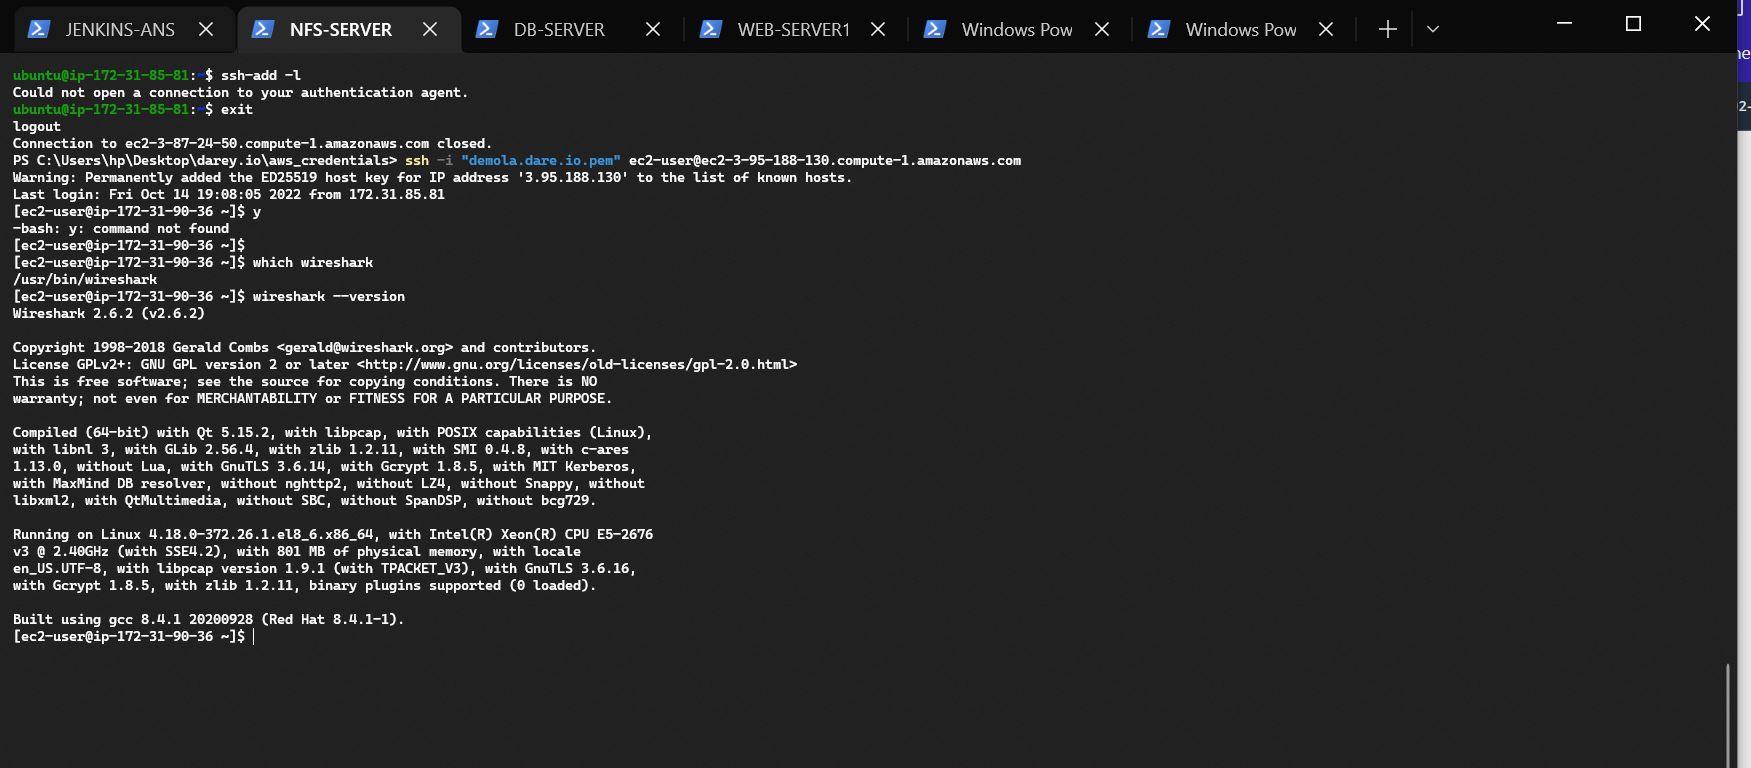 JENKINS-ANS
NFS-SERVER
DB-SERVER
WEB-SERVER1
Windows Pow
Windows Pow
ubuntu@ip-172-31-85-81:~$ ssh-add -l
Could not open a connection to your authentication agent.
ubuntu@ip-172-31-85-81:~$ exit
logout
Connection to ec2-3-87-24-50.compute-1.amazonaws.com closed.
PS C:\Users\hp\Desktop\darey.io\aws_credentials> ssh -i "demola.dare.io.pem" ec2-user@ec2-3-95-188-130.compute-1.amazonaws.com
Warning: Permanently added the ED25519 host key for IP address '3.95.188.130' to the list of known hosts.
Last login: Fri Oct 14 19:08:05 2022 from 172.31.85.81
[ec2-user@ip-172-31-90-36 ~]$ y
-bash: y: command not found
[ec2-user@ip-172-31-90-36 ~]$
[ec2-user@ip-172-31-90-36 ~]$ which wireshark
/usr/bin/wireshark
[ec2-user@ip-172-31-90-36 ~]$ wireshark --version
Wireshark 2.6.2 (v2.6.2)
Copyright 1998-2018 Gerald Combs <gerald@wireshark.org> and contributors.
License GPLv2+: GNU GPL version 2 or later <http://www.gnu.org/licenses/old-licenses/gpl-2.0.html>
This is free software; see the source for copying conditions. There is NO
warranty; not even for MERCHANTABILITY or FITNESS FOR A PARTICULAR PURPOSE.
Compiled (64-bit) with Qt 5.15.2, with libpcap, with POSIX capabilities (Linux),
with libnl 3, with GLib 2.56.4, with zlib 1.2.11, with SMI 0.4.8, with c-ares
1.13.0, without Lua, with GnuTLS 3.6.14, with Gcrypt 1.8.5, with MIT Kerberos,
with MaxMind DB resolver, without nghttp2, without LZ4, without Snappy, without
libxml2, with QtMultimedia, without SBC, without SpanDSP, without bcg729.
Running on Linux 4.18.0-372.26.1.el8_6.x86_64, with Intel(R) Xeon(R) CPU E5-2676
v3 @ 2.40GHz (with SSE4.2), with 801 MB of physical memory, with locale
en_US.UTF-8, with libpcap version 1.9.1 (with TPACKET_V3), with GnuTLS 3.6.16,
with Gcrypt 1.8.5, with zlib 1.2.11, binary plugins supported (0 loaded).
Built using gcc 8.4.1 20200928 (Red Hat 8.4.1-1).
[ec2-user@ip-172-31-90-36 ~]$